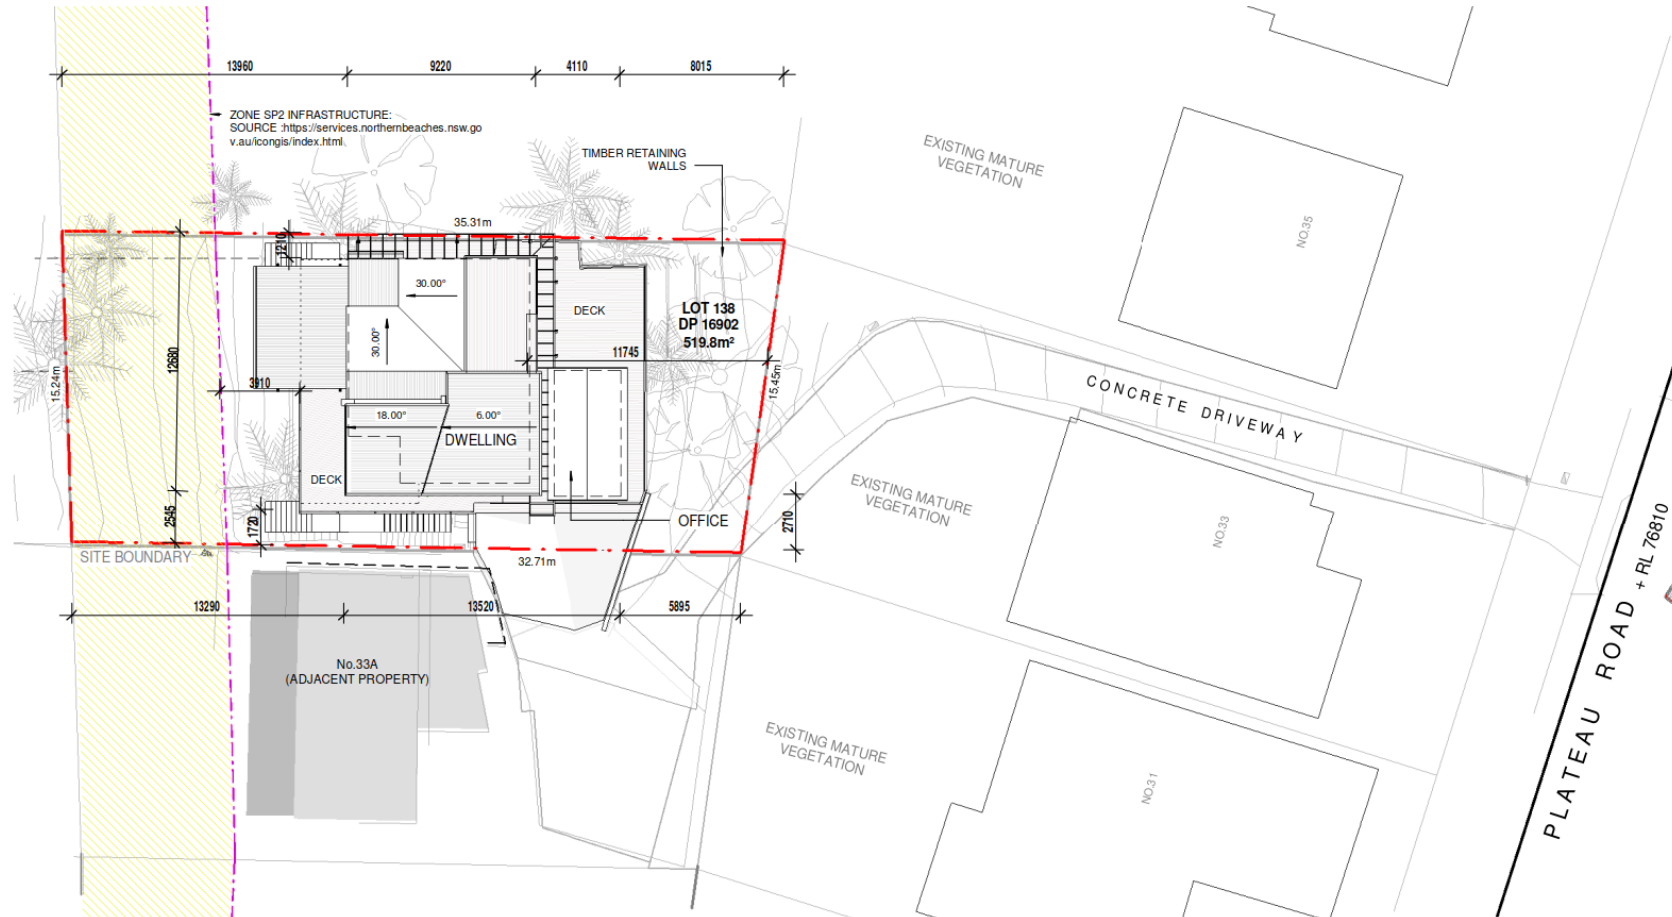 13960
9220
4110
8015
ZONE SP2 INFRASTRUCTURE:
SOURCE :https://services.northernbeaches.nsw.go
v.au/icongis/index.html
TIMBER RETAINING
WALLS
EXISTING MATURE
VEGETATION
NO.35
35.31m
1210
30.00°
DECK
LOT 138
DP 16902
519.8m²
30.00°
11745
12680
15.24m
3910
15.45m
CONCRETE DRIVEWAY
18.00°
6.00°
DWELLING
DECK
EXISTING MATURE
VEGETATION
2545
1720
OFFICE
2710
NO.33
SITE BOUNDARY
32.71m
13290
13520
5895
No.33A
(ADJACENT PROPERTY)
EXISTING MATURE
VEGETATION
NO.31
PLATEAU ROAD + RL 76810